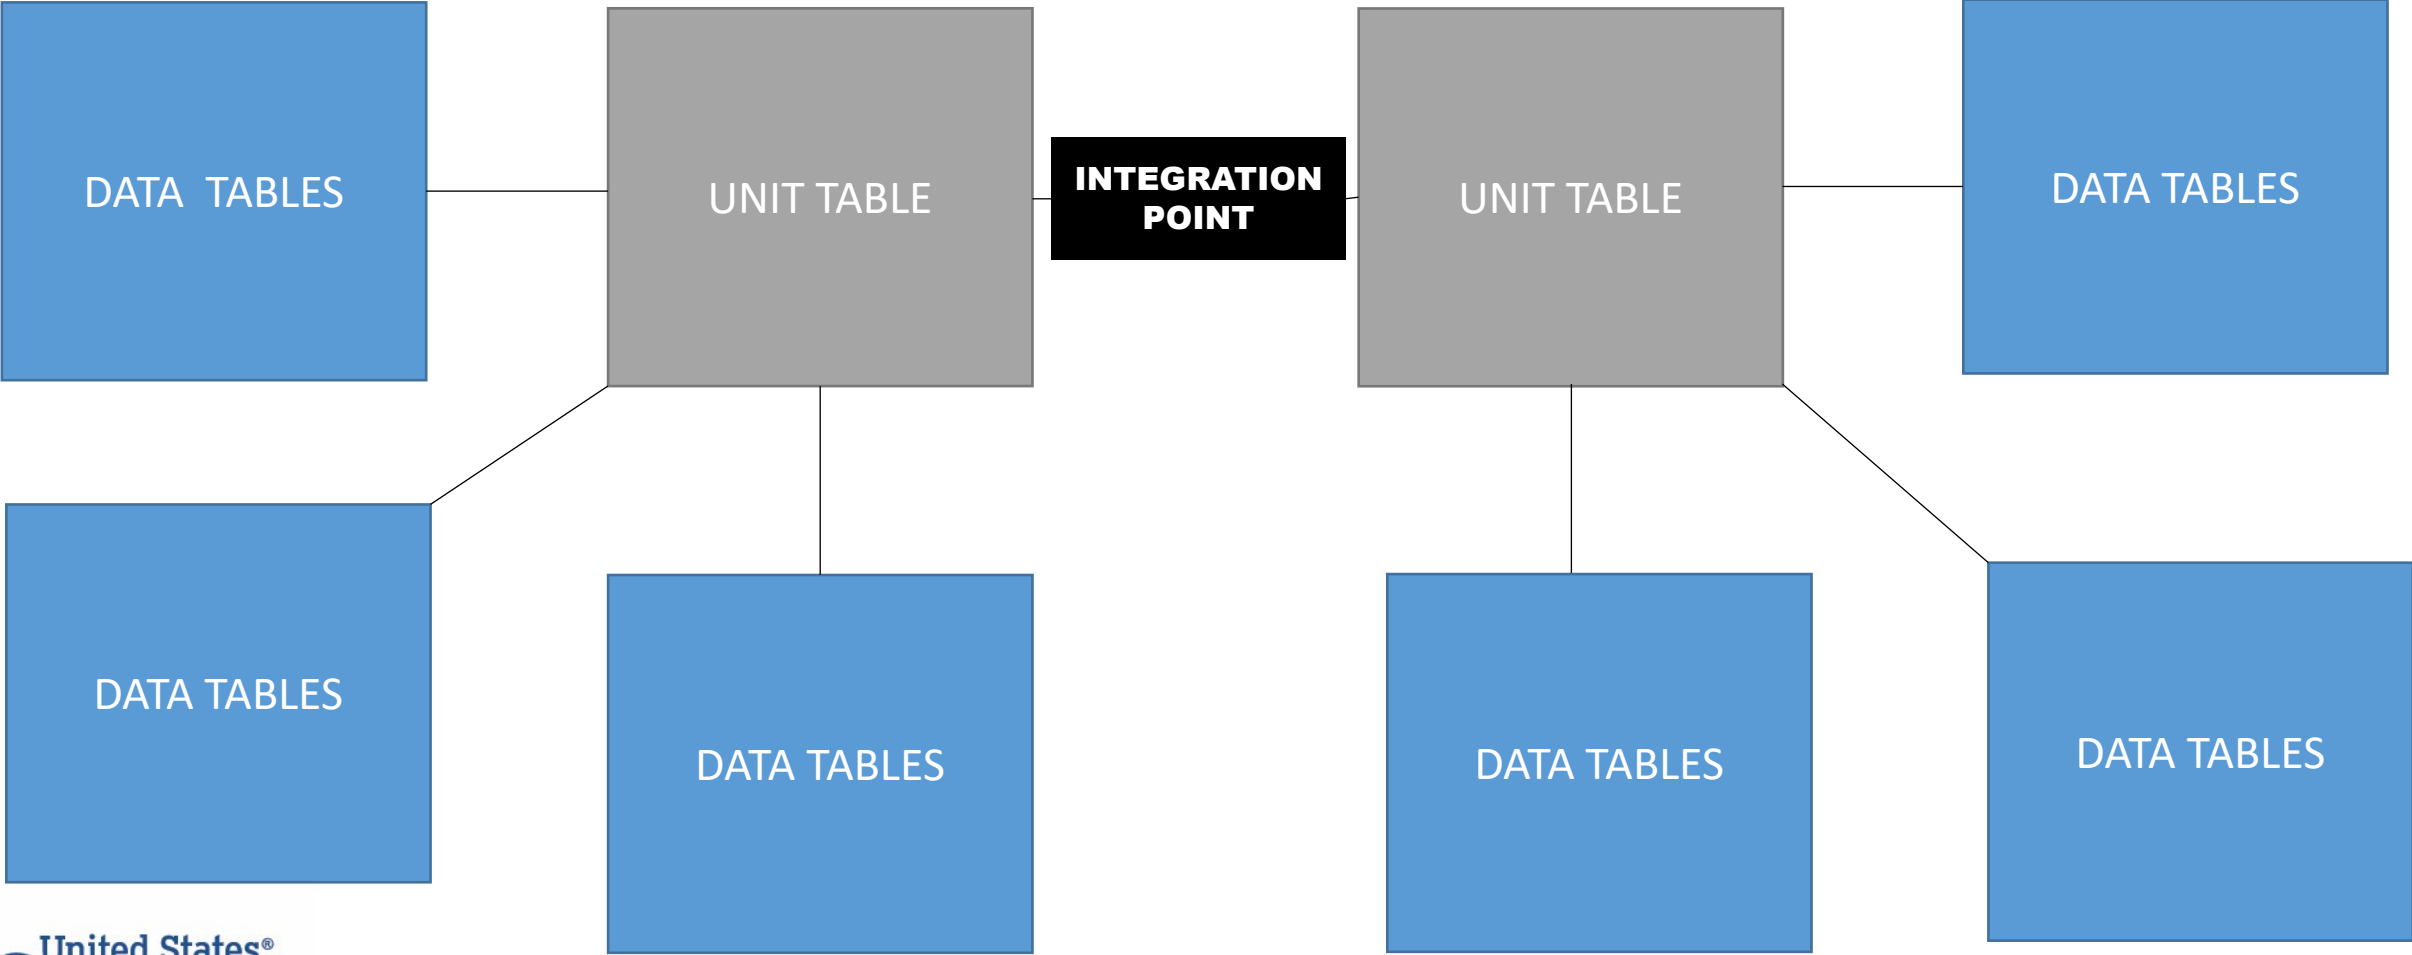 DATA  TABLES
UNIT TABLE
INTEGRATION
POINT
UNIT TABLE
DATA TABLES
DATA TABLES
DATA TABLES
DATA TABLES
DATA TABLES
United States®